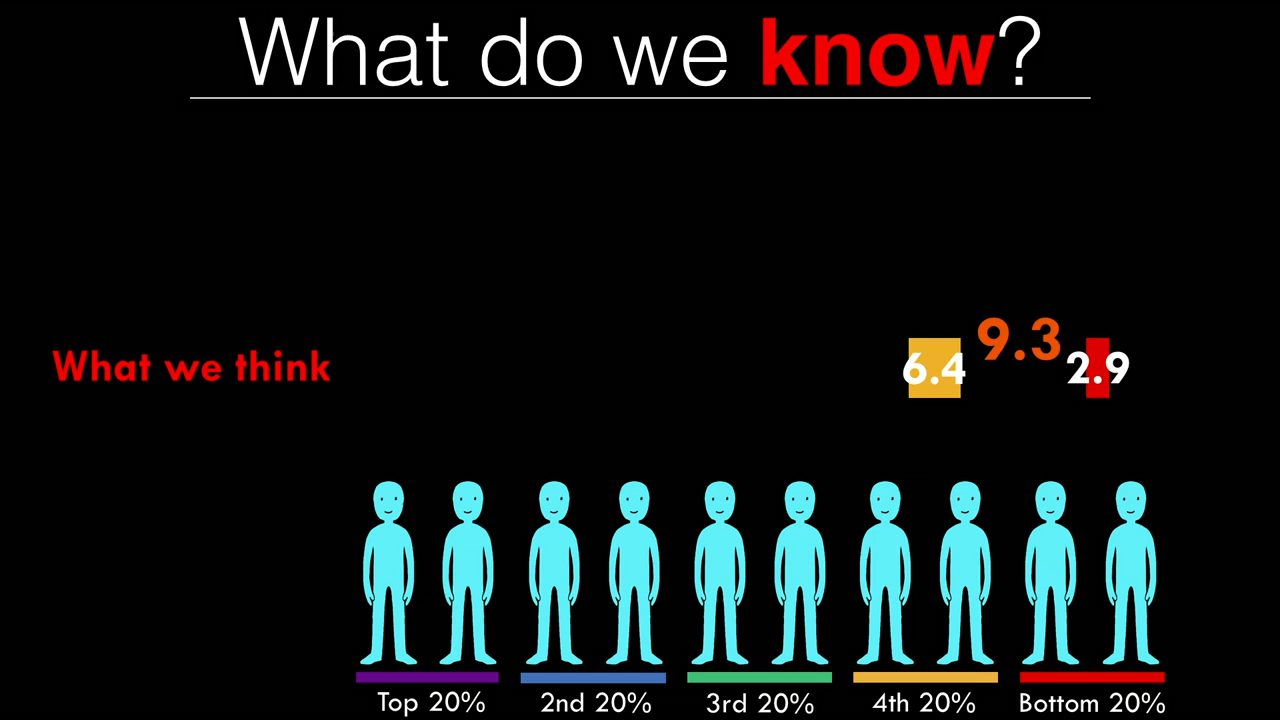 What do we know?
What we think
6.4
9.3
2.9
Top 20%
2nd 20%
3rd 20%
4th 20%
Bottom 20%